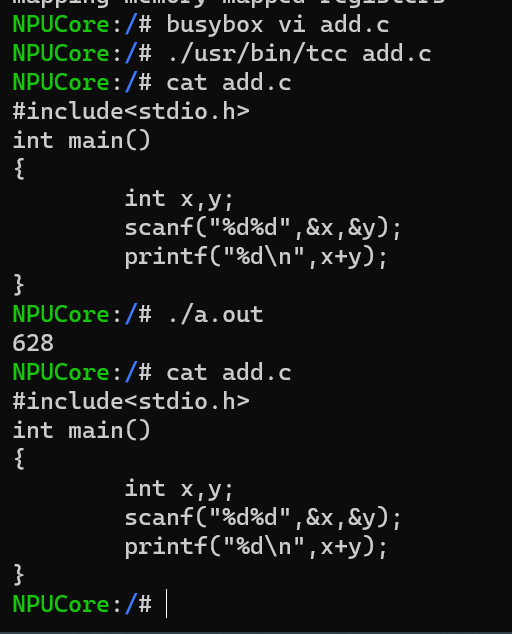 mapping memory-mapped registers
NPUCore:/# busybox vi add.c
NPUCore:/# ./usr/bin/tcc add.c
NPUCore:/# cat add.c
#include<stdio.h>
int main()
{
        int x,y;
        scanf("%d%d",&x,&y);
        printf("%d\n",x+y);
}
NPUCore:/# ./a.out
628
NPUCore:/# cat add.c
#include<stdio.h>
int main()
{
        int x,y;
        scanf("%d%d",&x,&y);
        printf("%d\n",x+y);
}
NPUCore:/#